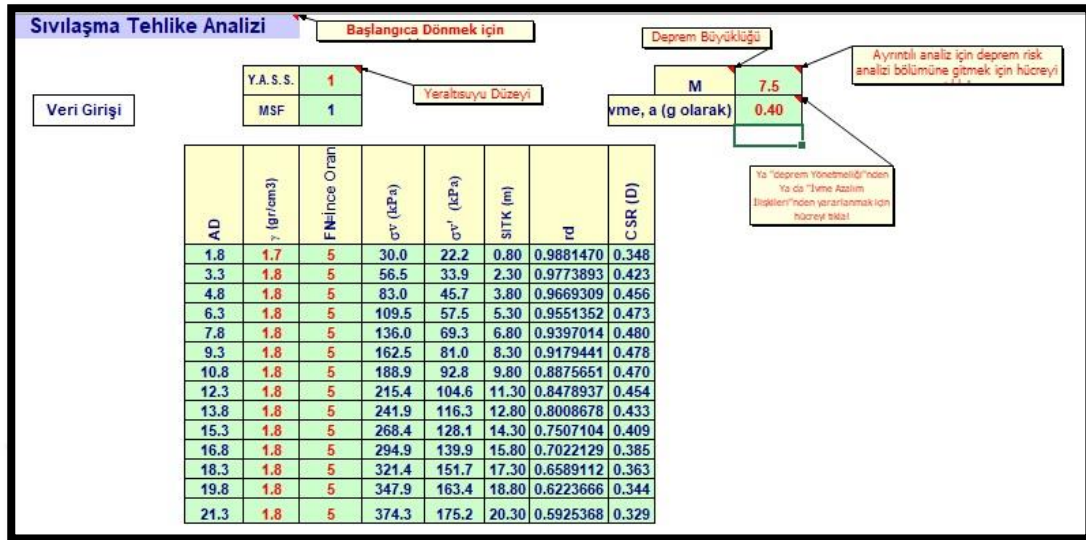 Sıvılaşma Tehlike Analizi
Başlangıca Dönmek için
Deprem Büyüklüğü
Ayrıntılı analiz için deprem risk
analizi bölümüne gitmek için hücreyi
Y.A.S.S. 1
Yeraltısuyu Düzeyi
M 7.5
Veri Girişi
MSF 1
vme, a (g olarak) 0.40
Ya "deprem Yönetmeliği"nden
Ya da "İvme Azalım
İlişkileri"nden yararlanmak için
hücreyi tıkla!
AD γ (gr/cm3) FN=İnce Oran σv (kPa) σv' (kPa) SITK (m) rd CSR (D)
1.8 1.7 5 30.0 22.2 0.80 0.9881470 0.348
3.3 1.8 5 56.5 33.9 2.30 0.9773893 0.423
4.8 1.8 5 83.0 45.7 3.80 0.9669309 0.456
6.3 1.8 5 109.5 57.5 5.30 0.9551352 0.473
7.8 1.8 5 136.0 69.3 6.80 0.9397014 0.480
9.3 1.8 5 162.5 81.0 8.30 0.9179441 0.478
10.8 1.8 5 188.9 92.8 9.80 0.8875651 0.470
12.3 1.8 5 215.4 104.6 11.30 0.8478937 0.454
13.8 1.8 5 241.9 116.3 12.80 0.8008678 0.433
15.3 1.8 5 268.4 128.1 14.30 0.7507104 0.409
16.8 1.8 5 294.9 139.9 15.80 0.7022129 0.385
18.3 1.8 5 321.4 151.7 17.30 0.6589112 0.363
19.8 1.8 5 347.9 163.4 18.80 0.6223666 0.344
21.3 1.8 5 374.3 175.2 20.30 0.5925368 0.329